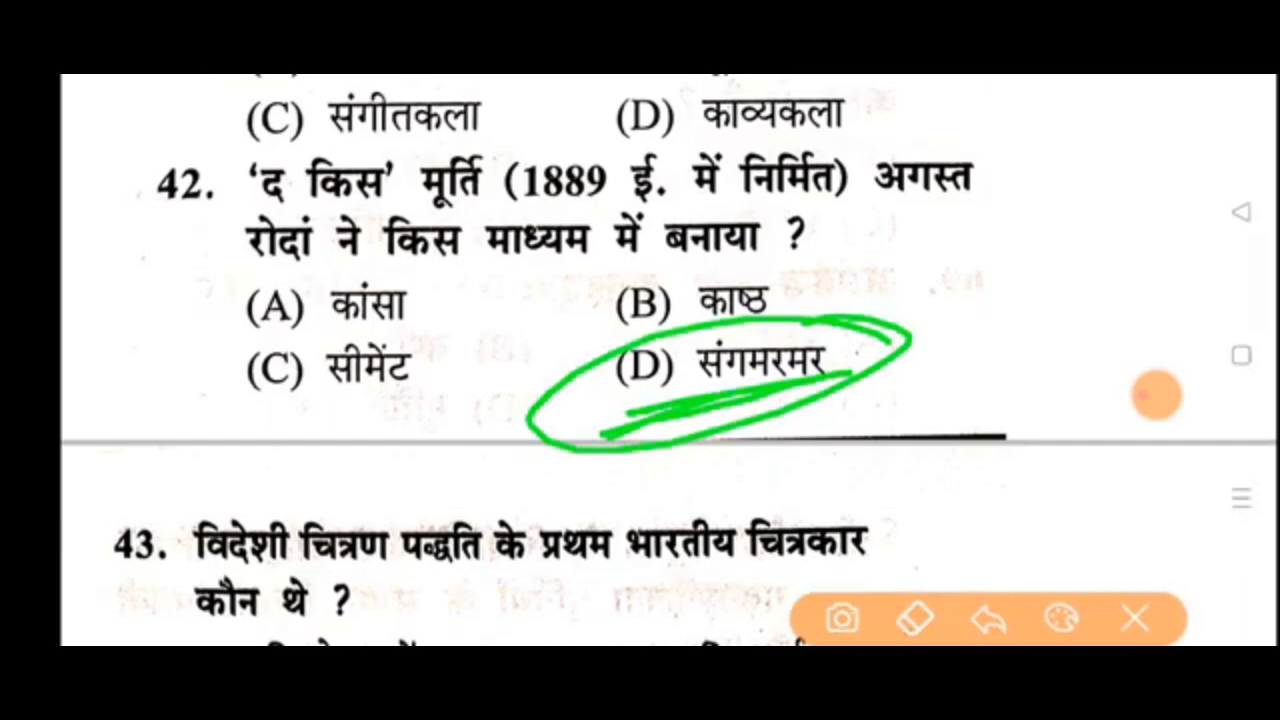 (C) संगीतकला (D) काव्यकला
42. ‘द किस’ मूर्ति (1889 ई. में निर्मित) अगस्त
रोदां ने किस माध्यम में बनाया ?
(A) कांसा (B) काष्ठ
(C) सीमेंट (D) संगमरमर
43. विदेशी चित्रण पद्धति के प्रथम भारतीय चित्रकार
कौन थे ?